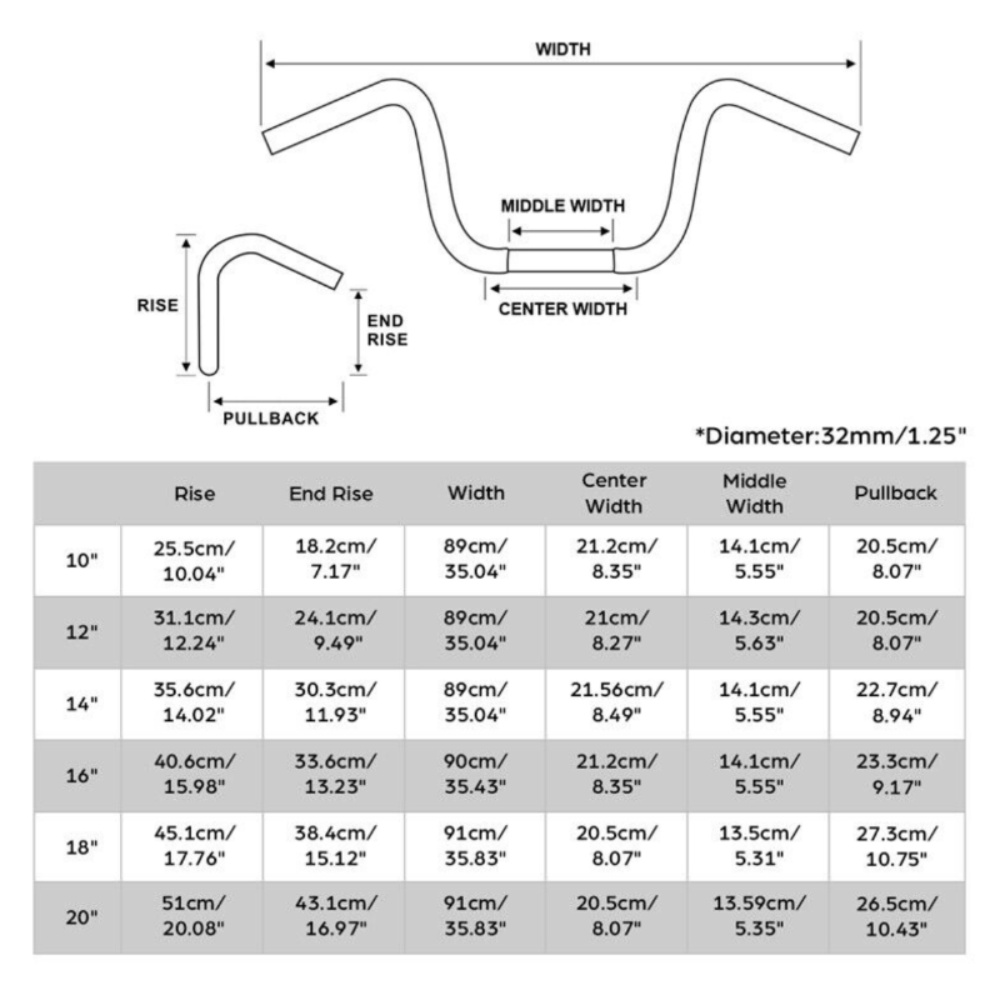 WIDTH
MIDDLE WIDTH
CENTER WIDTH
RISE
END
RISE
PULLBACK
*Diameter:32mm/1.25"
Rise End Rise Width Center Width Middle Width Pullback
10" 25.5cm/ 10.04" 18.2cm/ 7.17" 89cm/ 35.04" 21.2cm/ 8.35" 14.1cm/ 5.55" 20.5cm/ 8.07"
12" 31.1cm/ 12.24" 24.1cm/ 9.49" 89cm/ 35.04" 21cm/ 8.27" 14.3cm/ 5.63" 20.5cm/ 8.07"
14" 35.6cm/ 14.02" 30.3cm/ 11.93" 89cm/ 35.04" 21.56cm/ 8.49" 14.1cm/ 5.55" 22.7cm/ 8.94"
16" 40.6cm/ 15.98" 33.6cm/ 13.23" 90cm/ 35.43" 21.2cm/ 8.35" 14.1cm/ 5.55" 23.3cm/ 9.17"
18" 45.1cm/ 17.76" 38.4cm/ 15.12" 91cm/ 35.83" 20.5cm/ 8.07" 13.5cm/ 5.31" 27.3cm/ 10.75"
20" 51cm/ 20.08" 43.1cm/ 16.97" 91cm/ 35.83" 20.5cm/ 8.07" 13.59cm/ 5.35" 26.5cm/ 10.43"